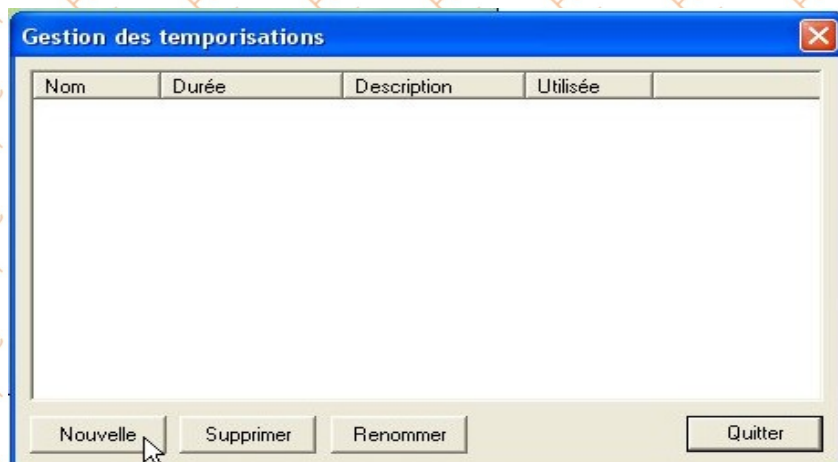 Gestion des temporisations
Nom Durée Description Utilisée
Nouvelle Supprimer Renommer Quitter